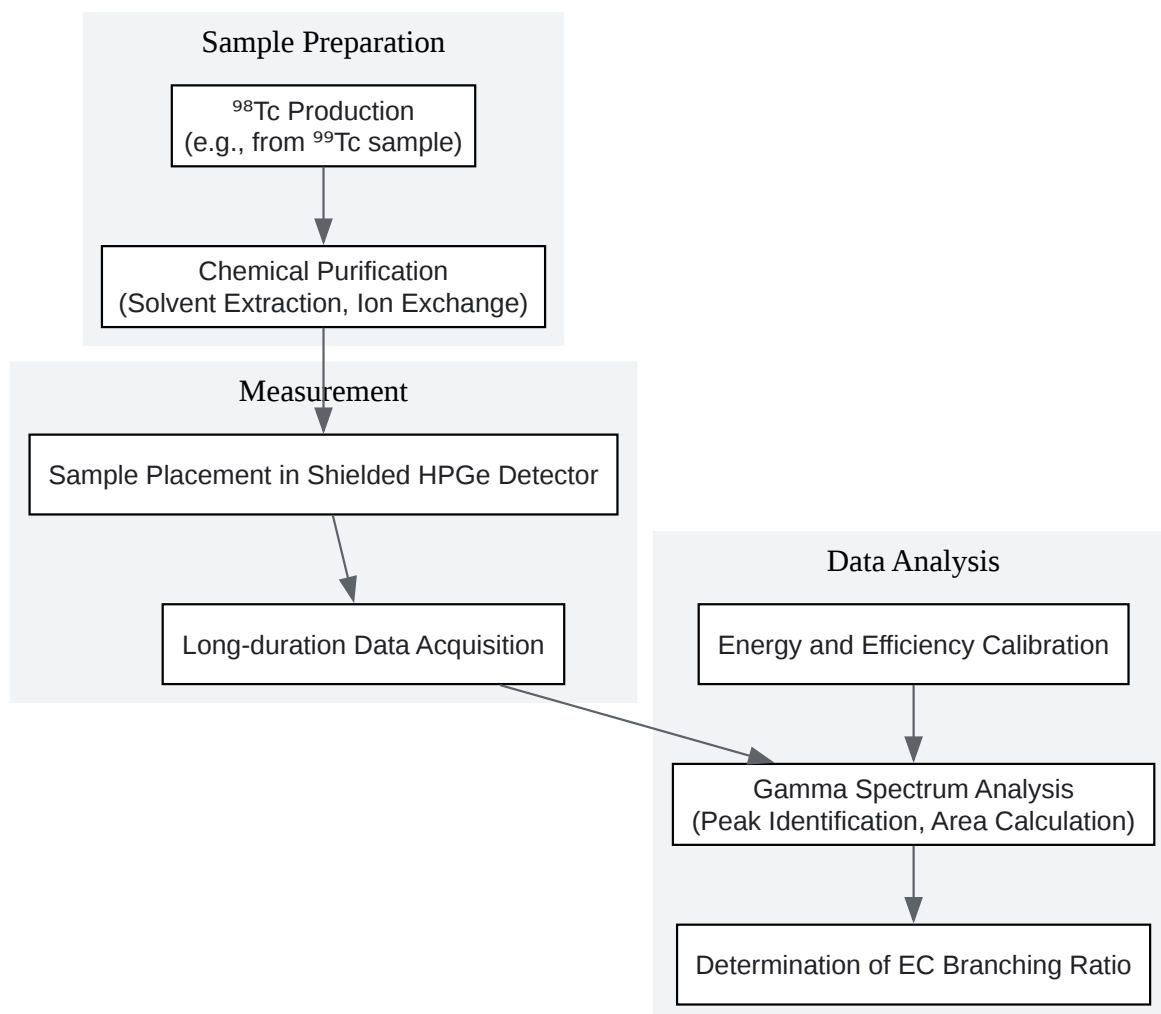 Sample Preparation
⁹⁸Tc Production
(e.g., from ⁹⁹Tc sample)
Chemical Purification
(Solvent Extraction, Ion Exchange)
Measurement
Sample Placement in Shielded HPGe Detector
Long-duration Data Acquisition
Data Analysis
Energy and Efficiency Calibration
Gamma Spectrum Analysis
(Peak Identification, Area Calculation)
Determination of EC Branching Ratio